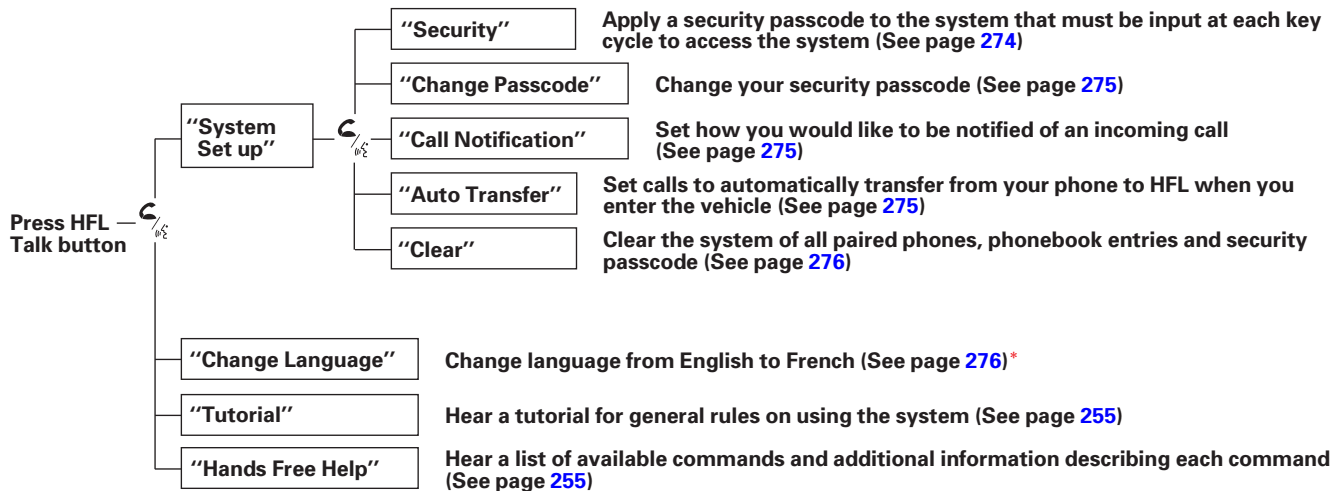 Press HFL
Talk button
"System
Set up"
"Security"
Apply a security passcode to the system that must be input at each key
cycle to access the system (See page 274)
"Change Passcode"
Change your security passcode (See page 275)
"Call Notification"
Set how you would like to be notified of an incoming call
(See page 275)
"Auto Transfer"
Set calls to automatically transfer from your phone to HFL when you
enter the vehicle (See page 275)
"Clear"
Clear the system of all paired phones, phonebook entries and security
passcode (See page 276)
"Change Language"
Change language from English to French (See page 276)*
"Tutorial"
Hear a tutorial for general rules on using the system (See page 255)
"Hands Free Help"
Hear a list of available commands and additional information describing each command
(See page 255)